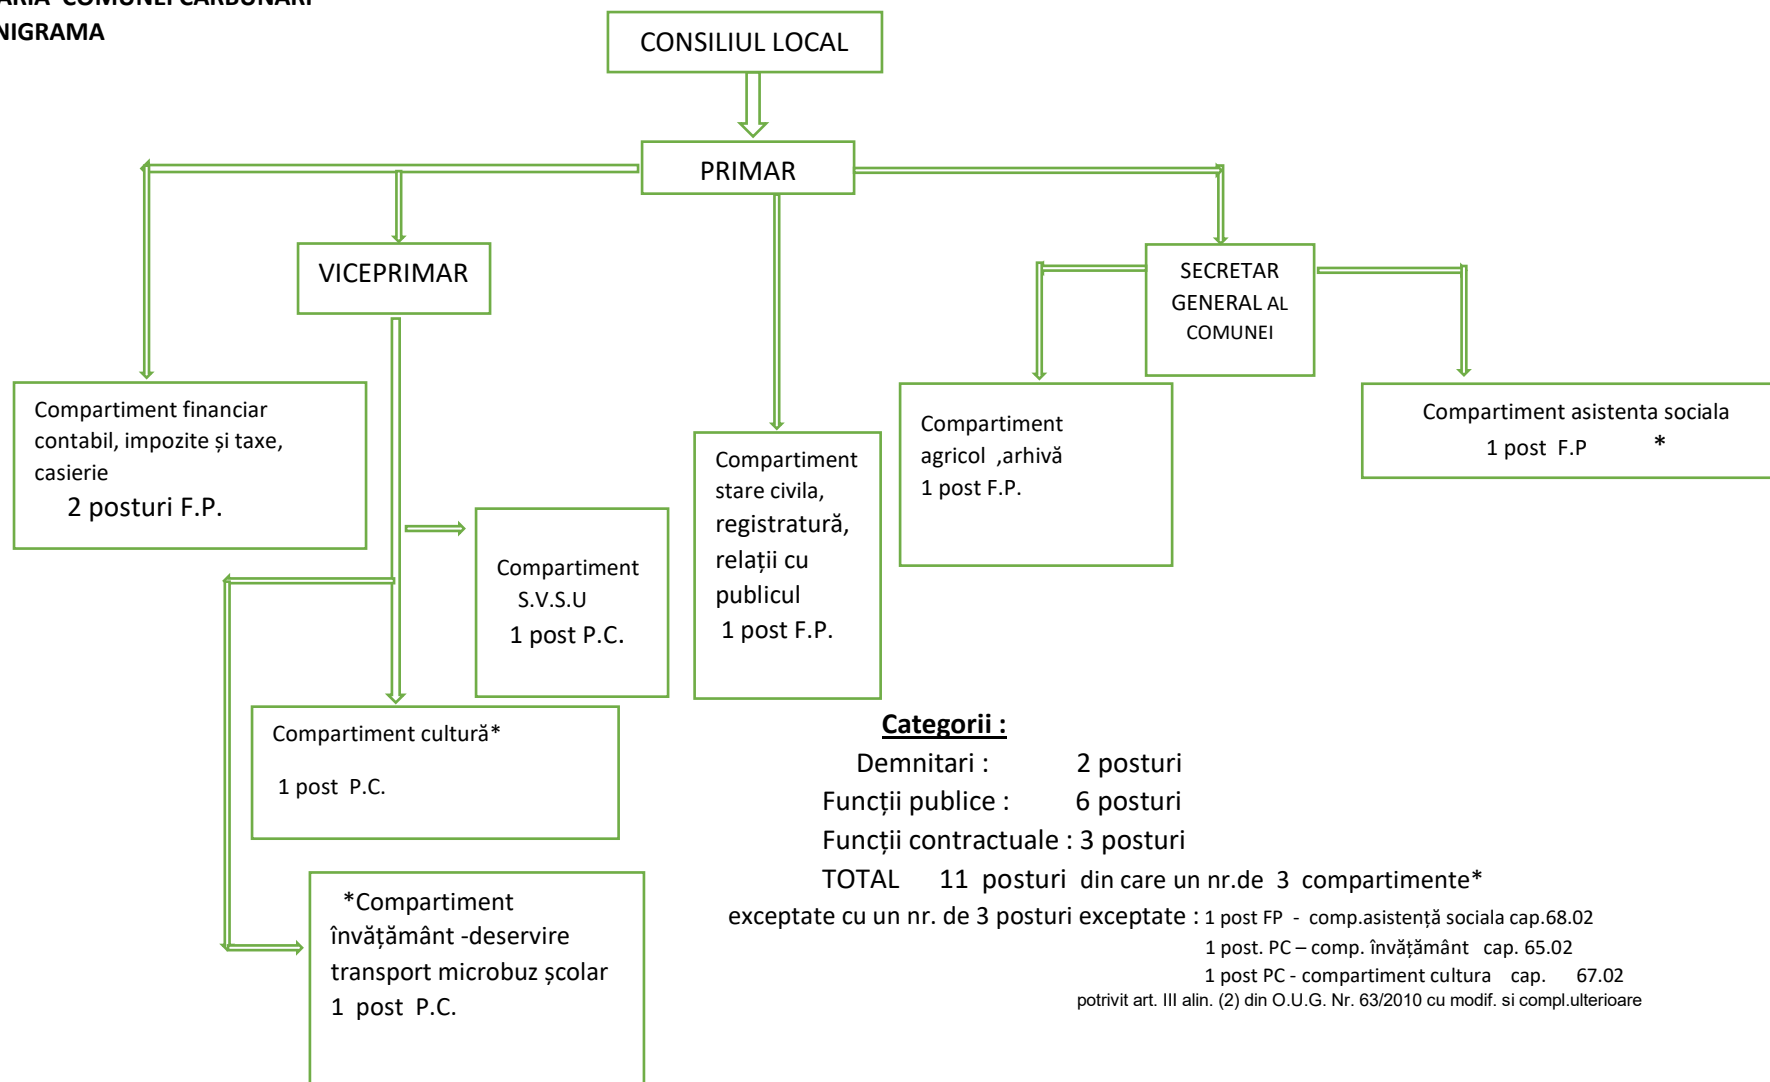 COMUNEI CARBUNARI
CONSILIUL LOCAL
PRIMAR
VICEPRIMAR
SECRETAR
GENERAL AL
COMUNEI
Compartiment financiar
contabil, impozite și taxe,
casierie
2 posturi F.P.
Compartiment
stare civila,
registratură,
relații cu
publicul
1 post F.P.
Compartiment
agricol ,arhivă
1 post F.P.
Compartiment asistenta sociala
1 post F.P *
Compartiment
S.V.S.U
1 post P.C.
Compartiment cultură*
1 post P.C.
*Compartiment
învățământ -deservire
transport microbuz școlar
1 post P.C.
Categorii :
Demnitari : 2 posturi
Funcții publice : 6 posturi
Funcții contractuale : 3 posturi
TOTAL 11 posturi din care un nr.de 3 compartimente*
exceptate cu un nr. de 3 posturi exceptate : 1 post FP - comp.asistență sociala cap.68.02
1 post. PC – comp. învățământ cap. 65.02
1 post PC - compartiment cultura cap. 67.02
potrivit art. III alin. (2) din O.U.G. Nr. 63/2010 cu modif. si compl.ulterioare